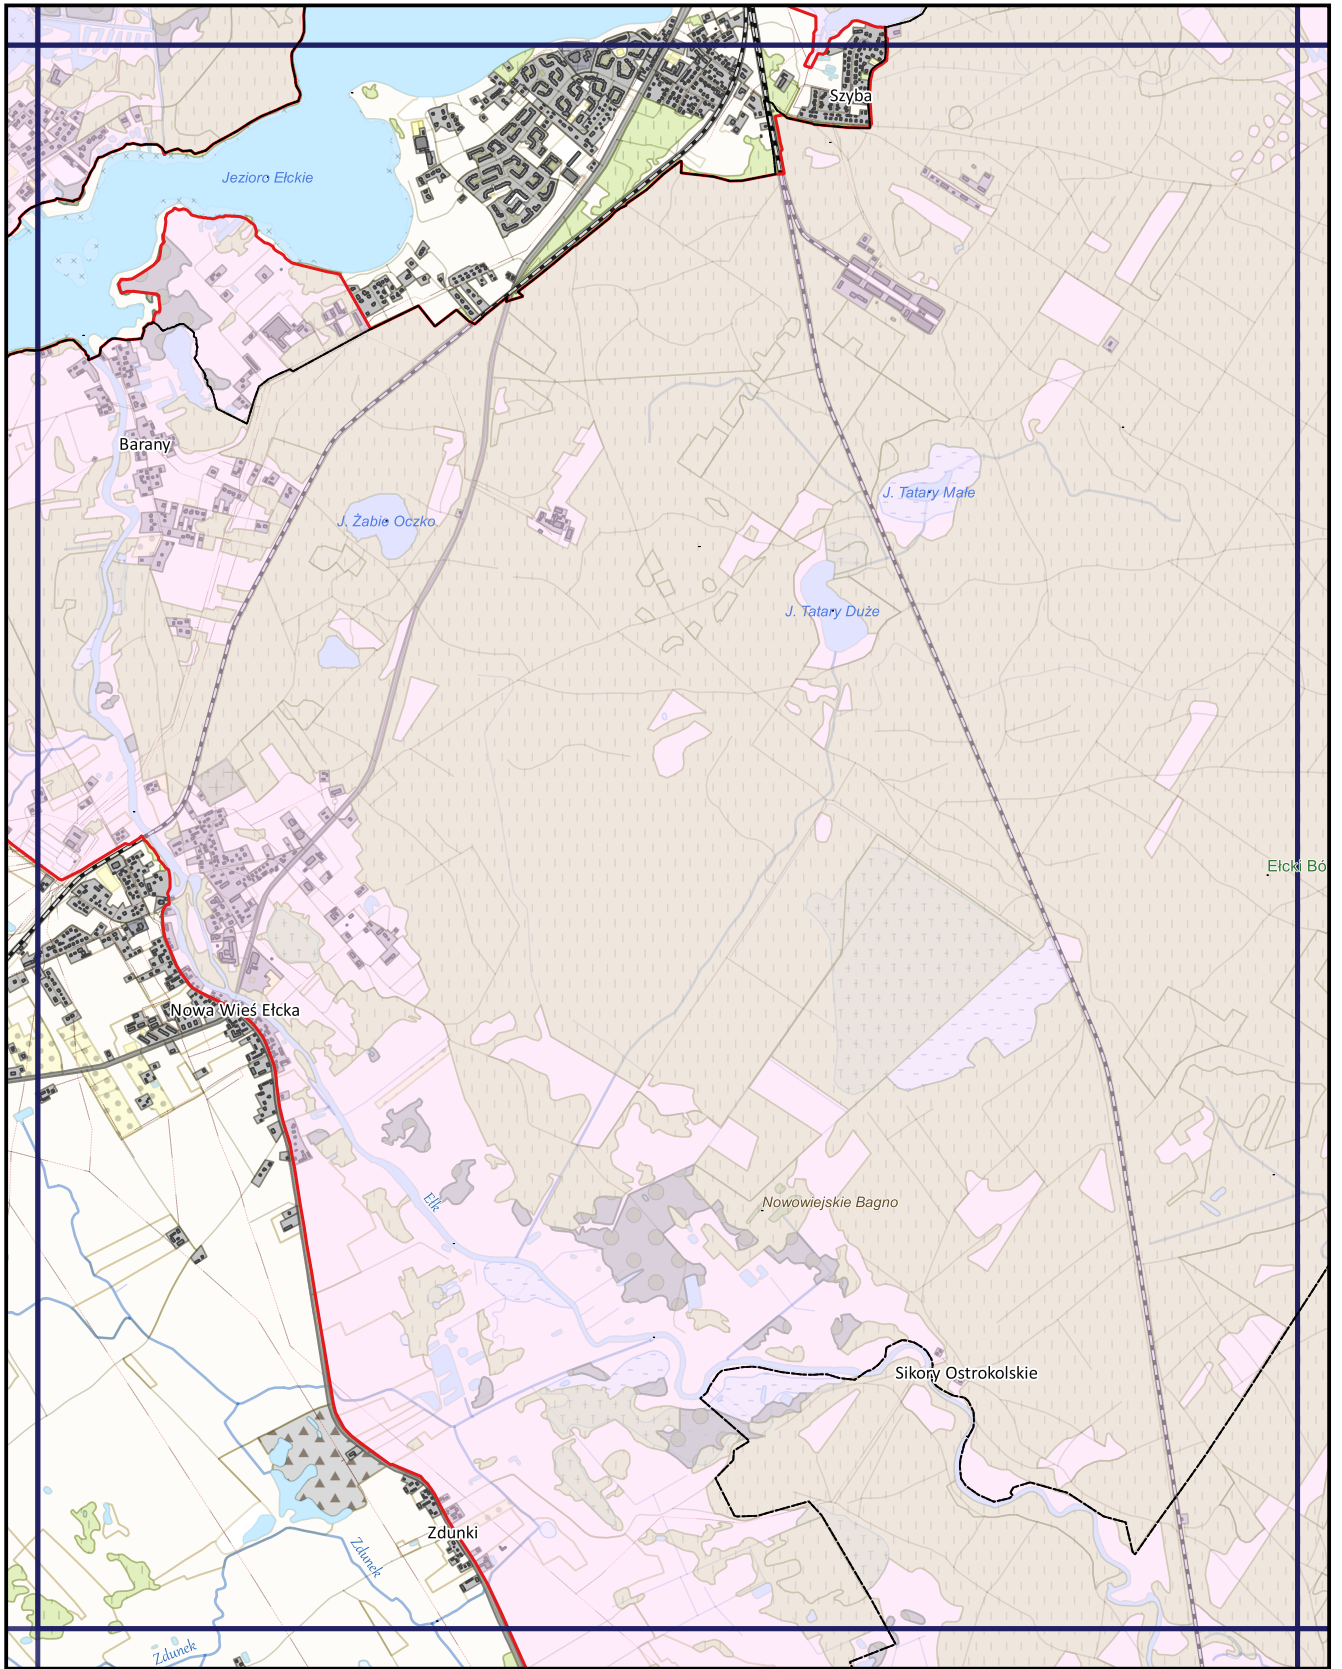 Szyba
Jezioro Ełckie
Barany
J. Tatary Małe
J. Żabie Oczko
J. Tatary Duże
Ełcki Bó
Nowa Wieś Ełcka
Ełk
Nowowiejskie Bagno
Sikory Ostrokolskie
Zdunki
Zdunek
Zdunek